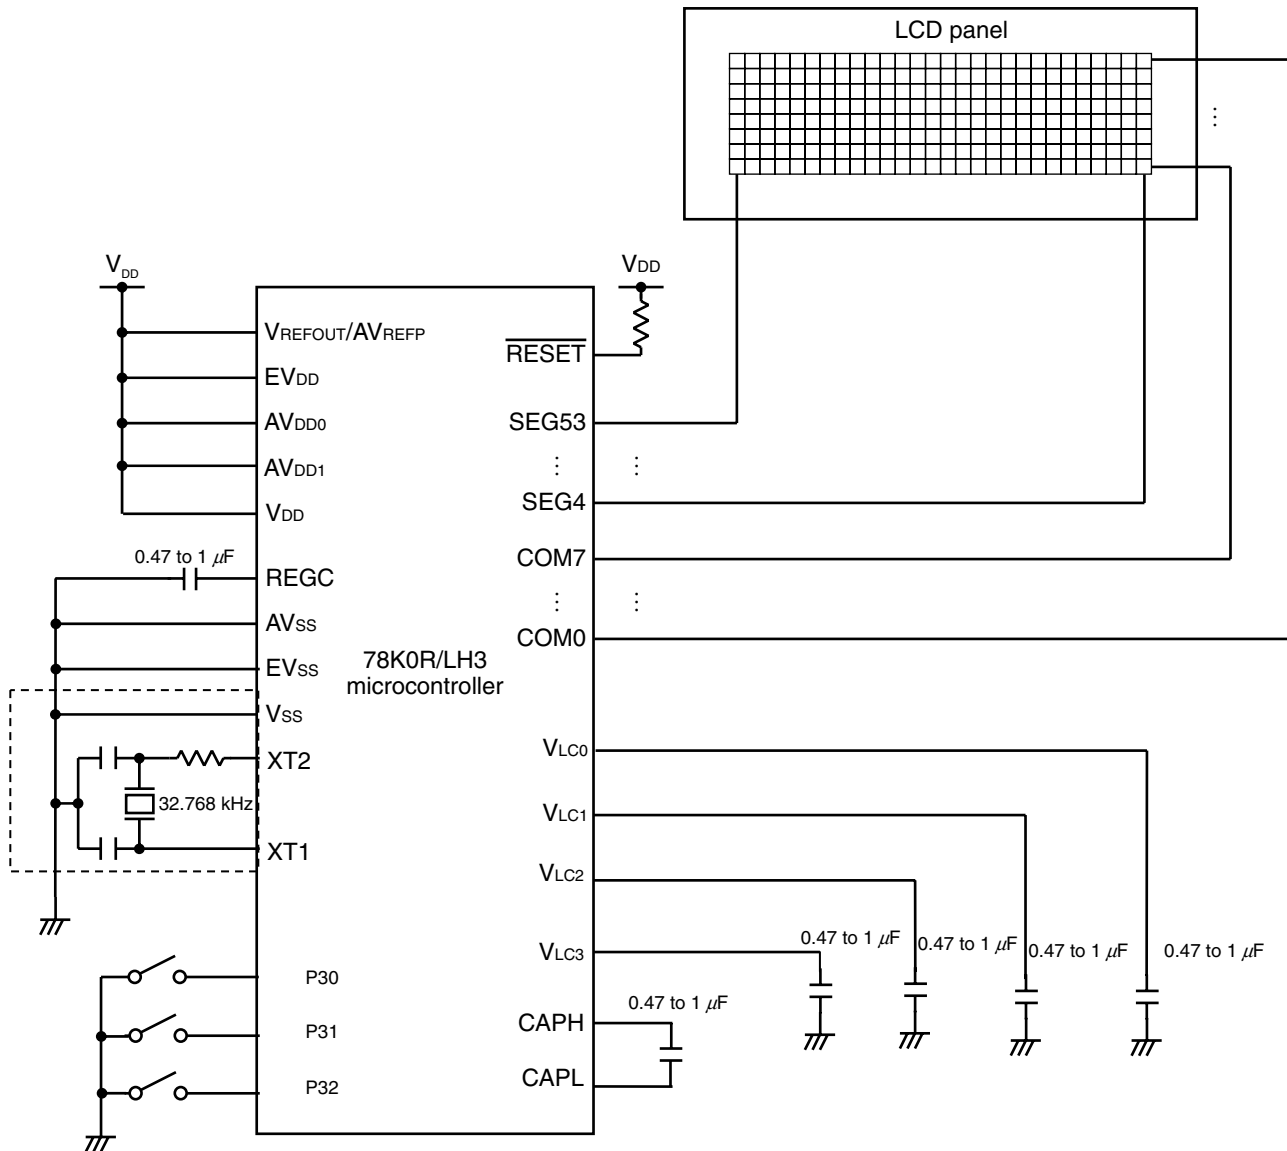 LCD panel
VDD
VDD
VREFOUT/AVREFP
RESET
EVDD
AVDD0
SEG53
AVDD1
⋮ ⋮
SEG4
VDD
0.47 to 1 μF
COM7
REGC
⋮ ⋮
AVSS
COM0
EVSS
78K0R/LH3
microcontroller
VSS
XT2
VLC0
32.768 kHz
VLC1
XT1
VLC2
VLC3
0.47 to 1 μF
0.47 to 1 μF
0.47 to 1 μF
0.47 to 1 μF
P30
0.47 to 1 μF
CAPH
P31
CAPL
P32